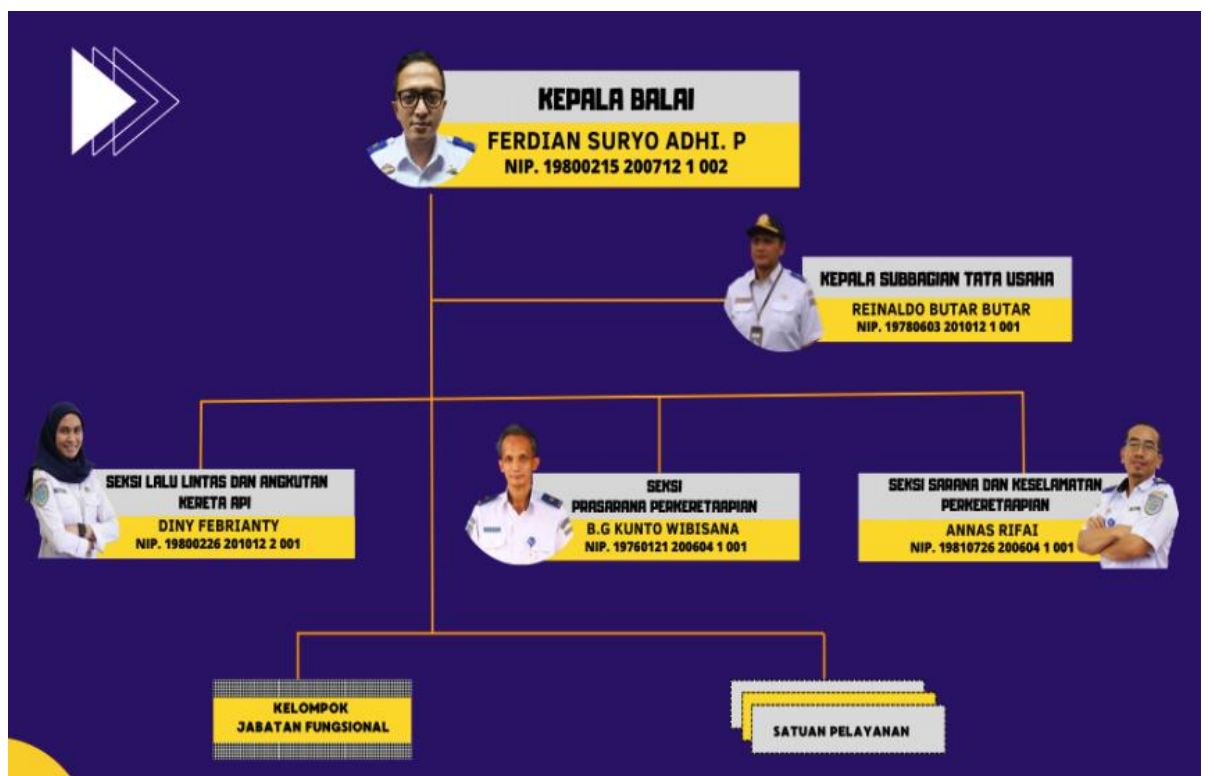 KEPALA BALAI
FERDIAN SURYO ADHI. P
NIP. 19800215 200712 1 002
KEPALA SUBBAGIAN TATA USAHA
REINALDO BUTAR BUTAR
NIP. 19780603 201012 1 001
SEKSI LALU LINTAS DAN ANGKUTAN
KERETA API
DINY FEBRIANTY
NIP. 19800226 201012 2 001
SEKSI
PRASARANA PERKERETAAPIAN
B.G KUNTO WIBISANA
NIP. 19760121 200604 1 001
SEKSI SARANA DAN KESELAMATAN
PERKERETAAPIAN
ANNAS RIFAI
NIP. 19810726 200604 1 001
KELOMPOK
JABATAN FUNGSIONAL
SATUAN PELAYANAN